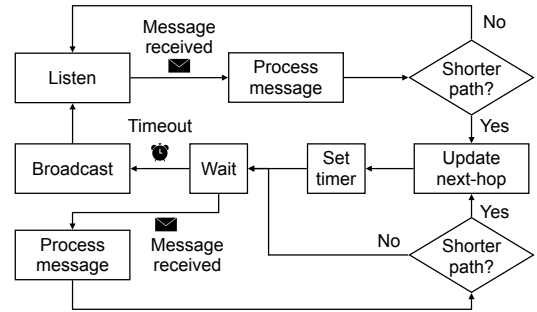 No
Message
received
Listen
Process
message
Shorter
path?
Yes
Timeout
Broadcast
Wait
Set
timer
Update
next-hop
Yes
Process
message
Message
received
No
Shorter
path?